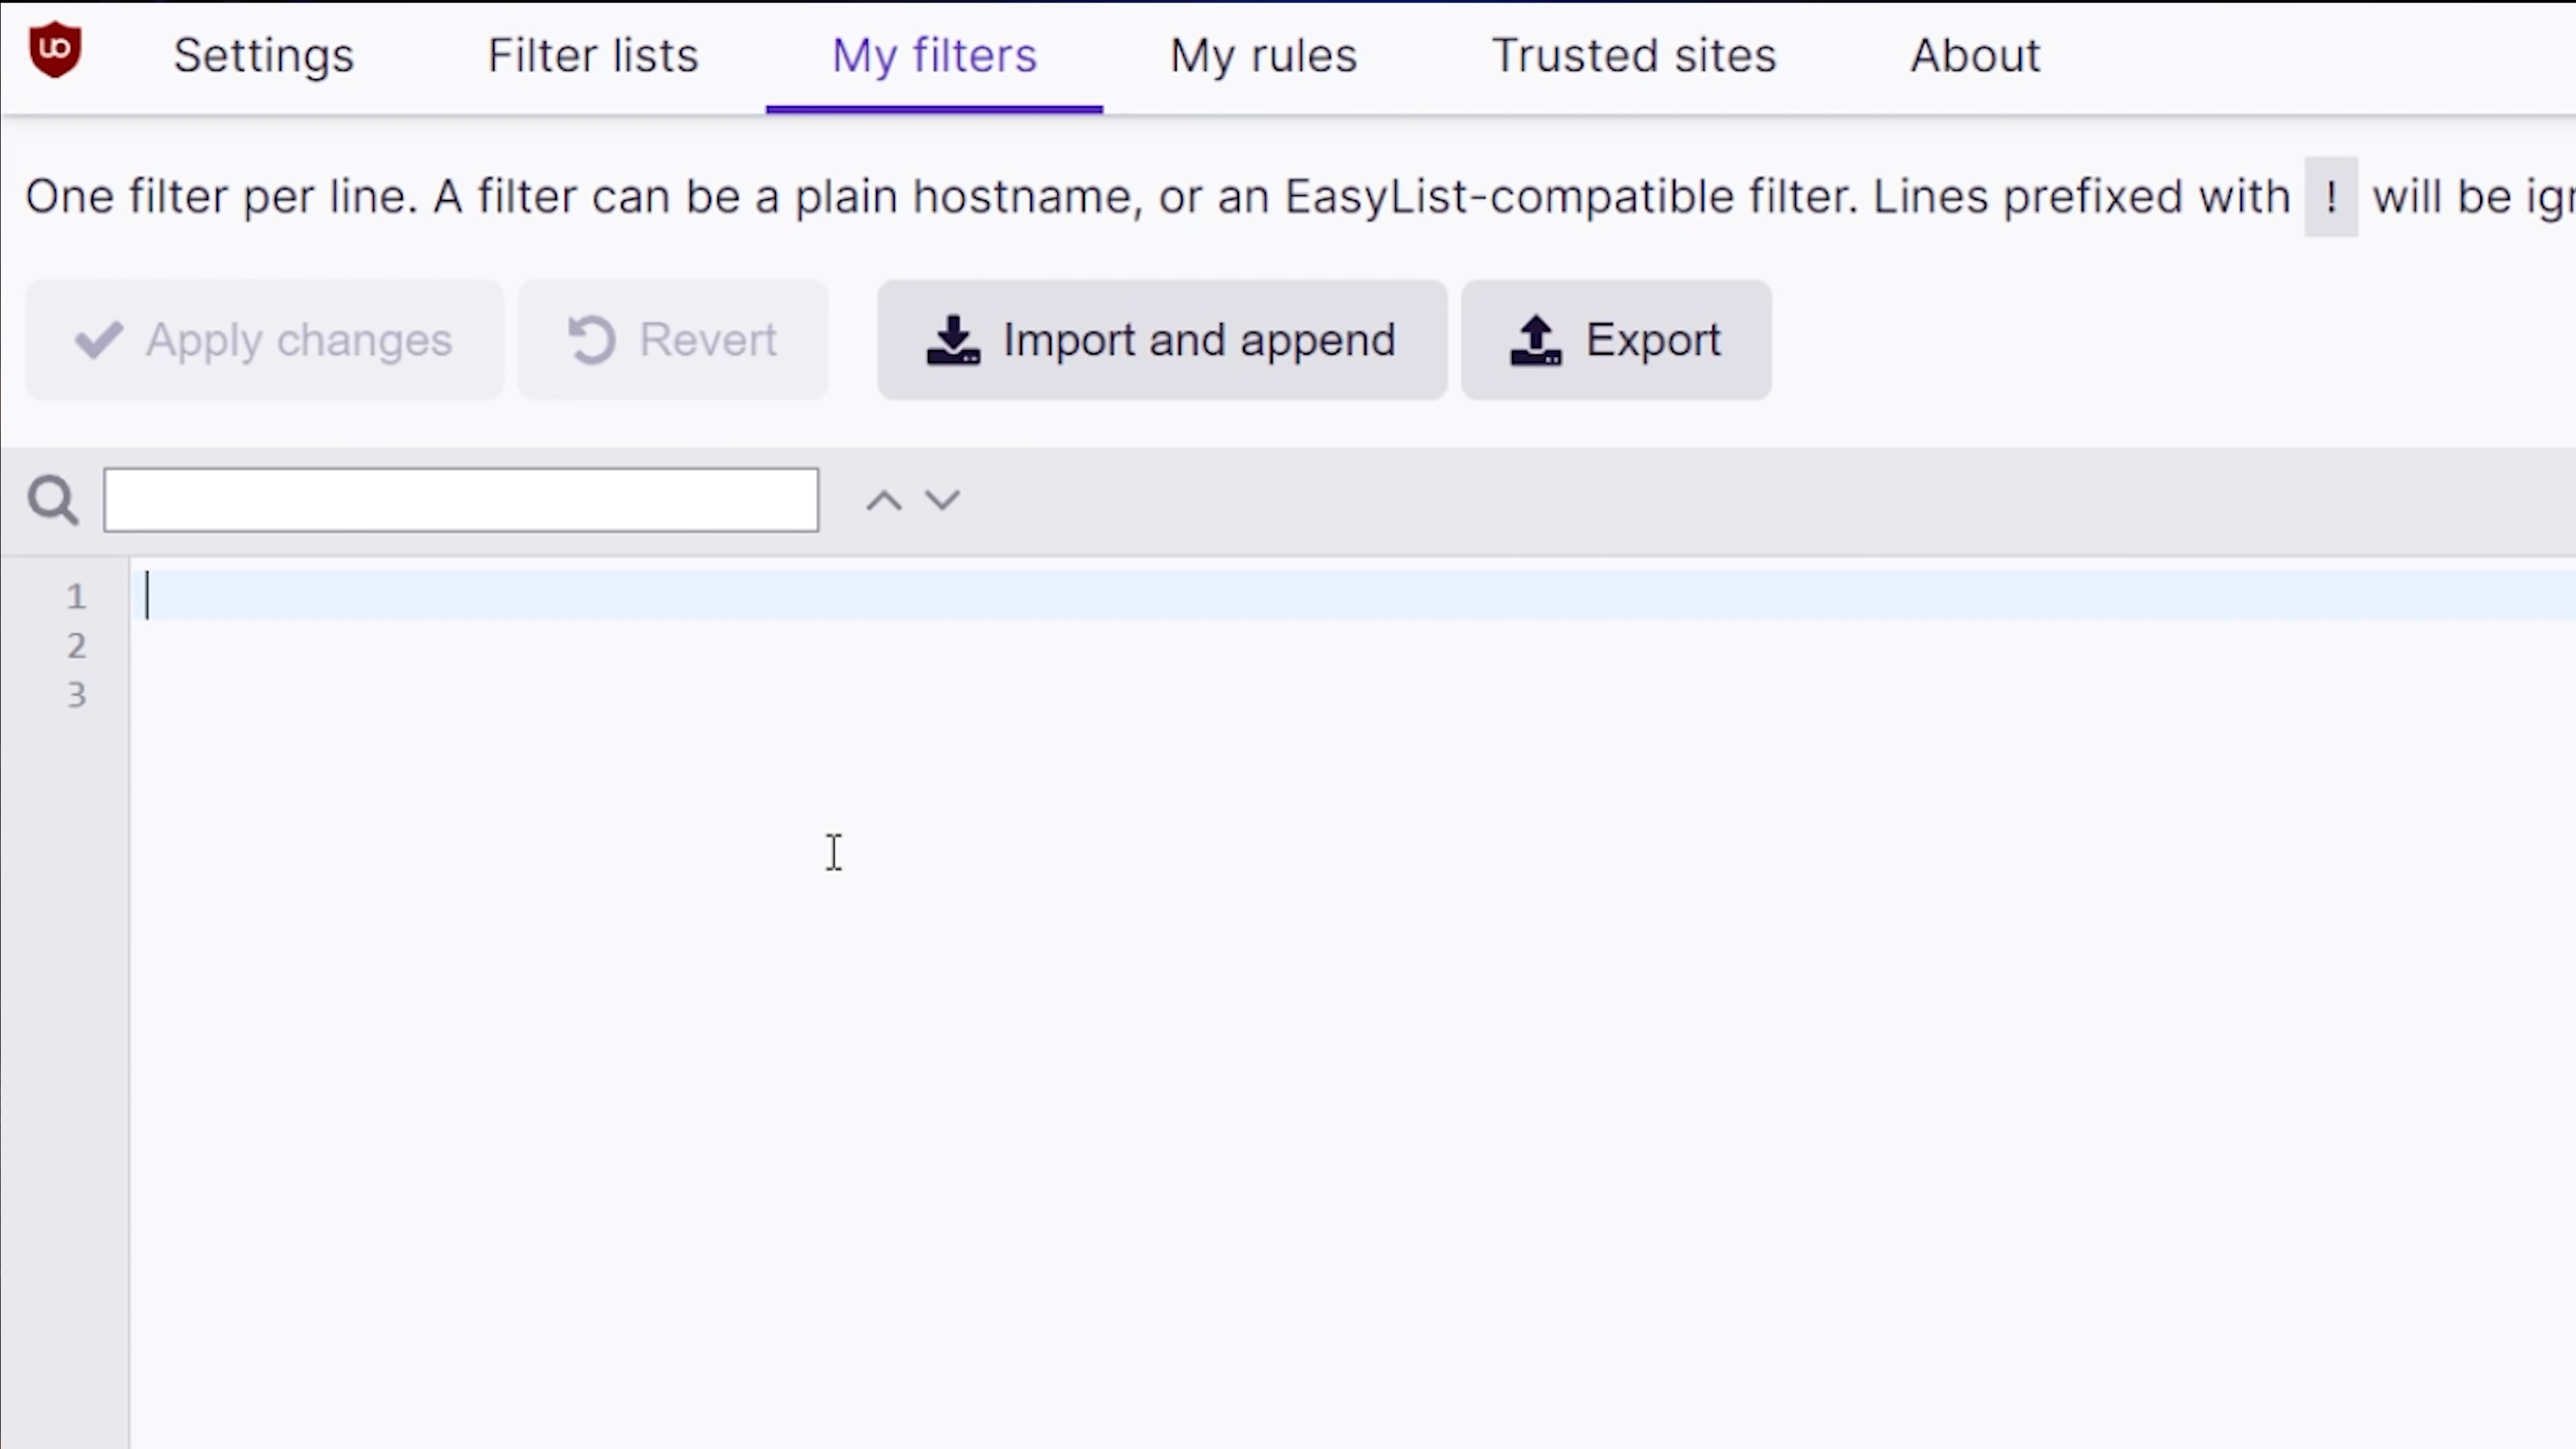 uo Settings Filter lists My filters My rules Trusted sites About
One filter per line. A filter can be a plain hostname, or an EasyList-compatible filter. Lines prefixed with ! will be ign
Apply changes Revert Import and append Export
1
2
3